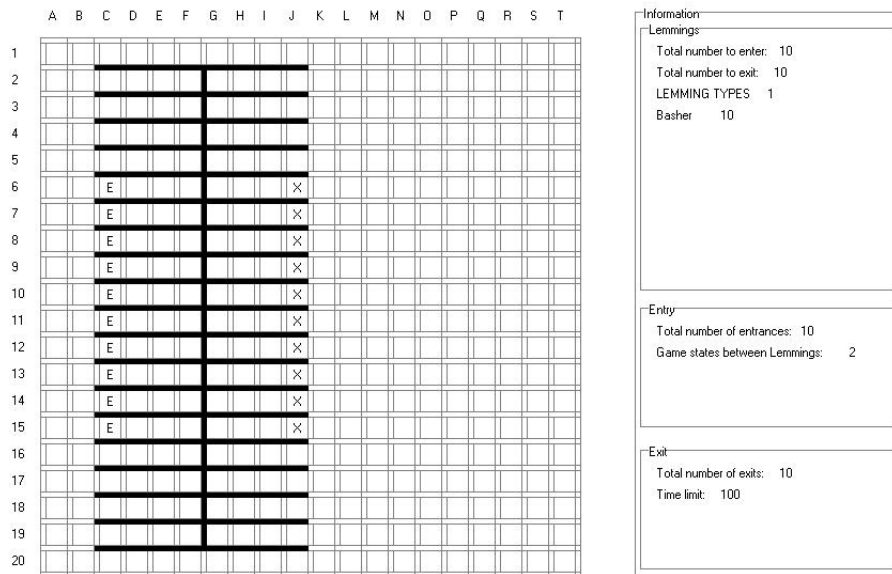 A B C D E F G H I J K L M N O P Q R S T
1
2
3
4
5
6 E X
7 E X
8 E X
9 E X
10 E X
11 E X
12 E X
13 E X
14 E X
15 E X
16
17
18
19
20
Information
Lemmings
Total number to enter: 10
Total number to exit: 10
LEMMING TYPES 1
Basher 10
Entry
Total number of entrances: 10
Game states between Lemmings: 2
Exit
Total number of exits: 10
Time limit: 100